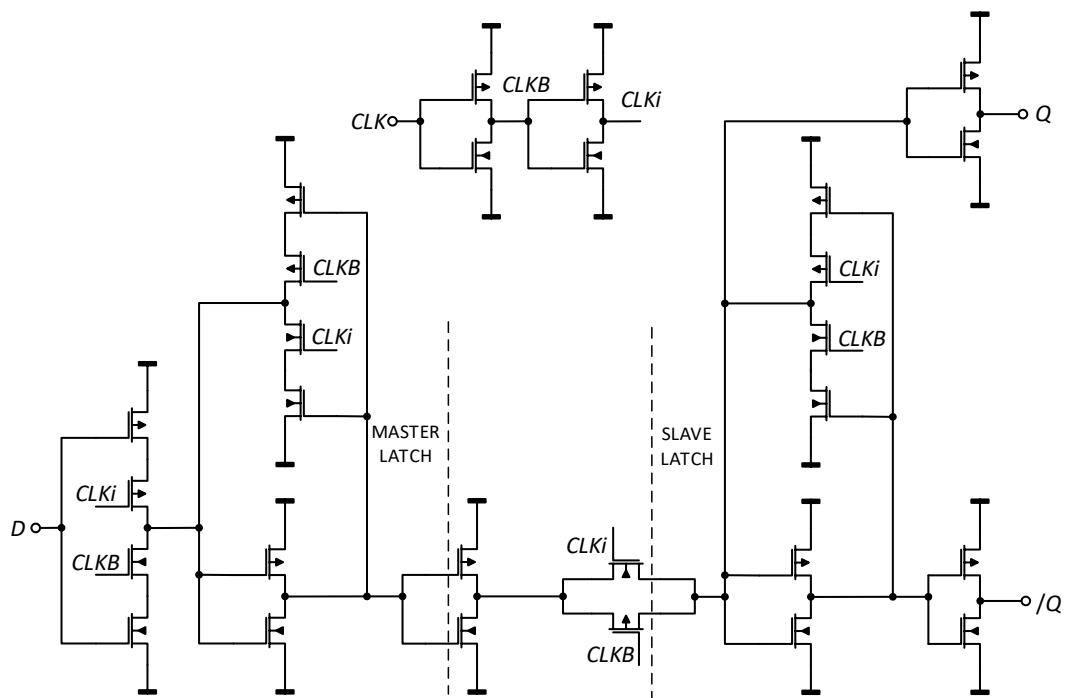 CLKB
CLKi
CLK
Q
CLKB
CLKi
CLKi
CLKB
MASTER
LATCH
SLAVE
LATCH
CLKi
D
CLKB
CLKi
CLKB
/Q